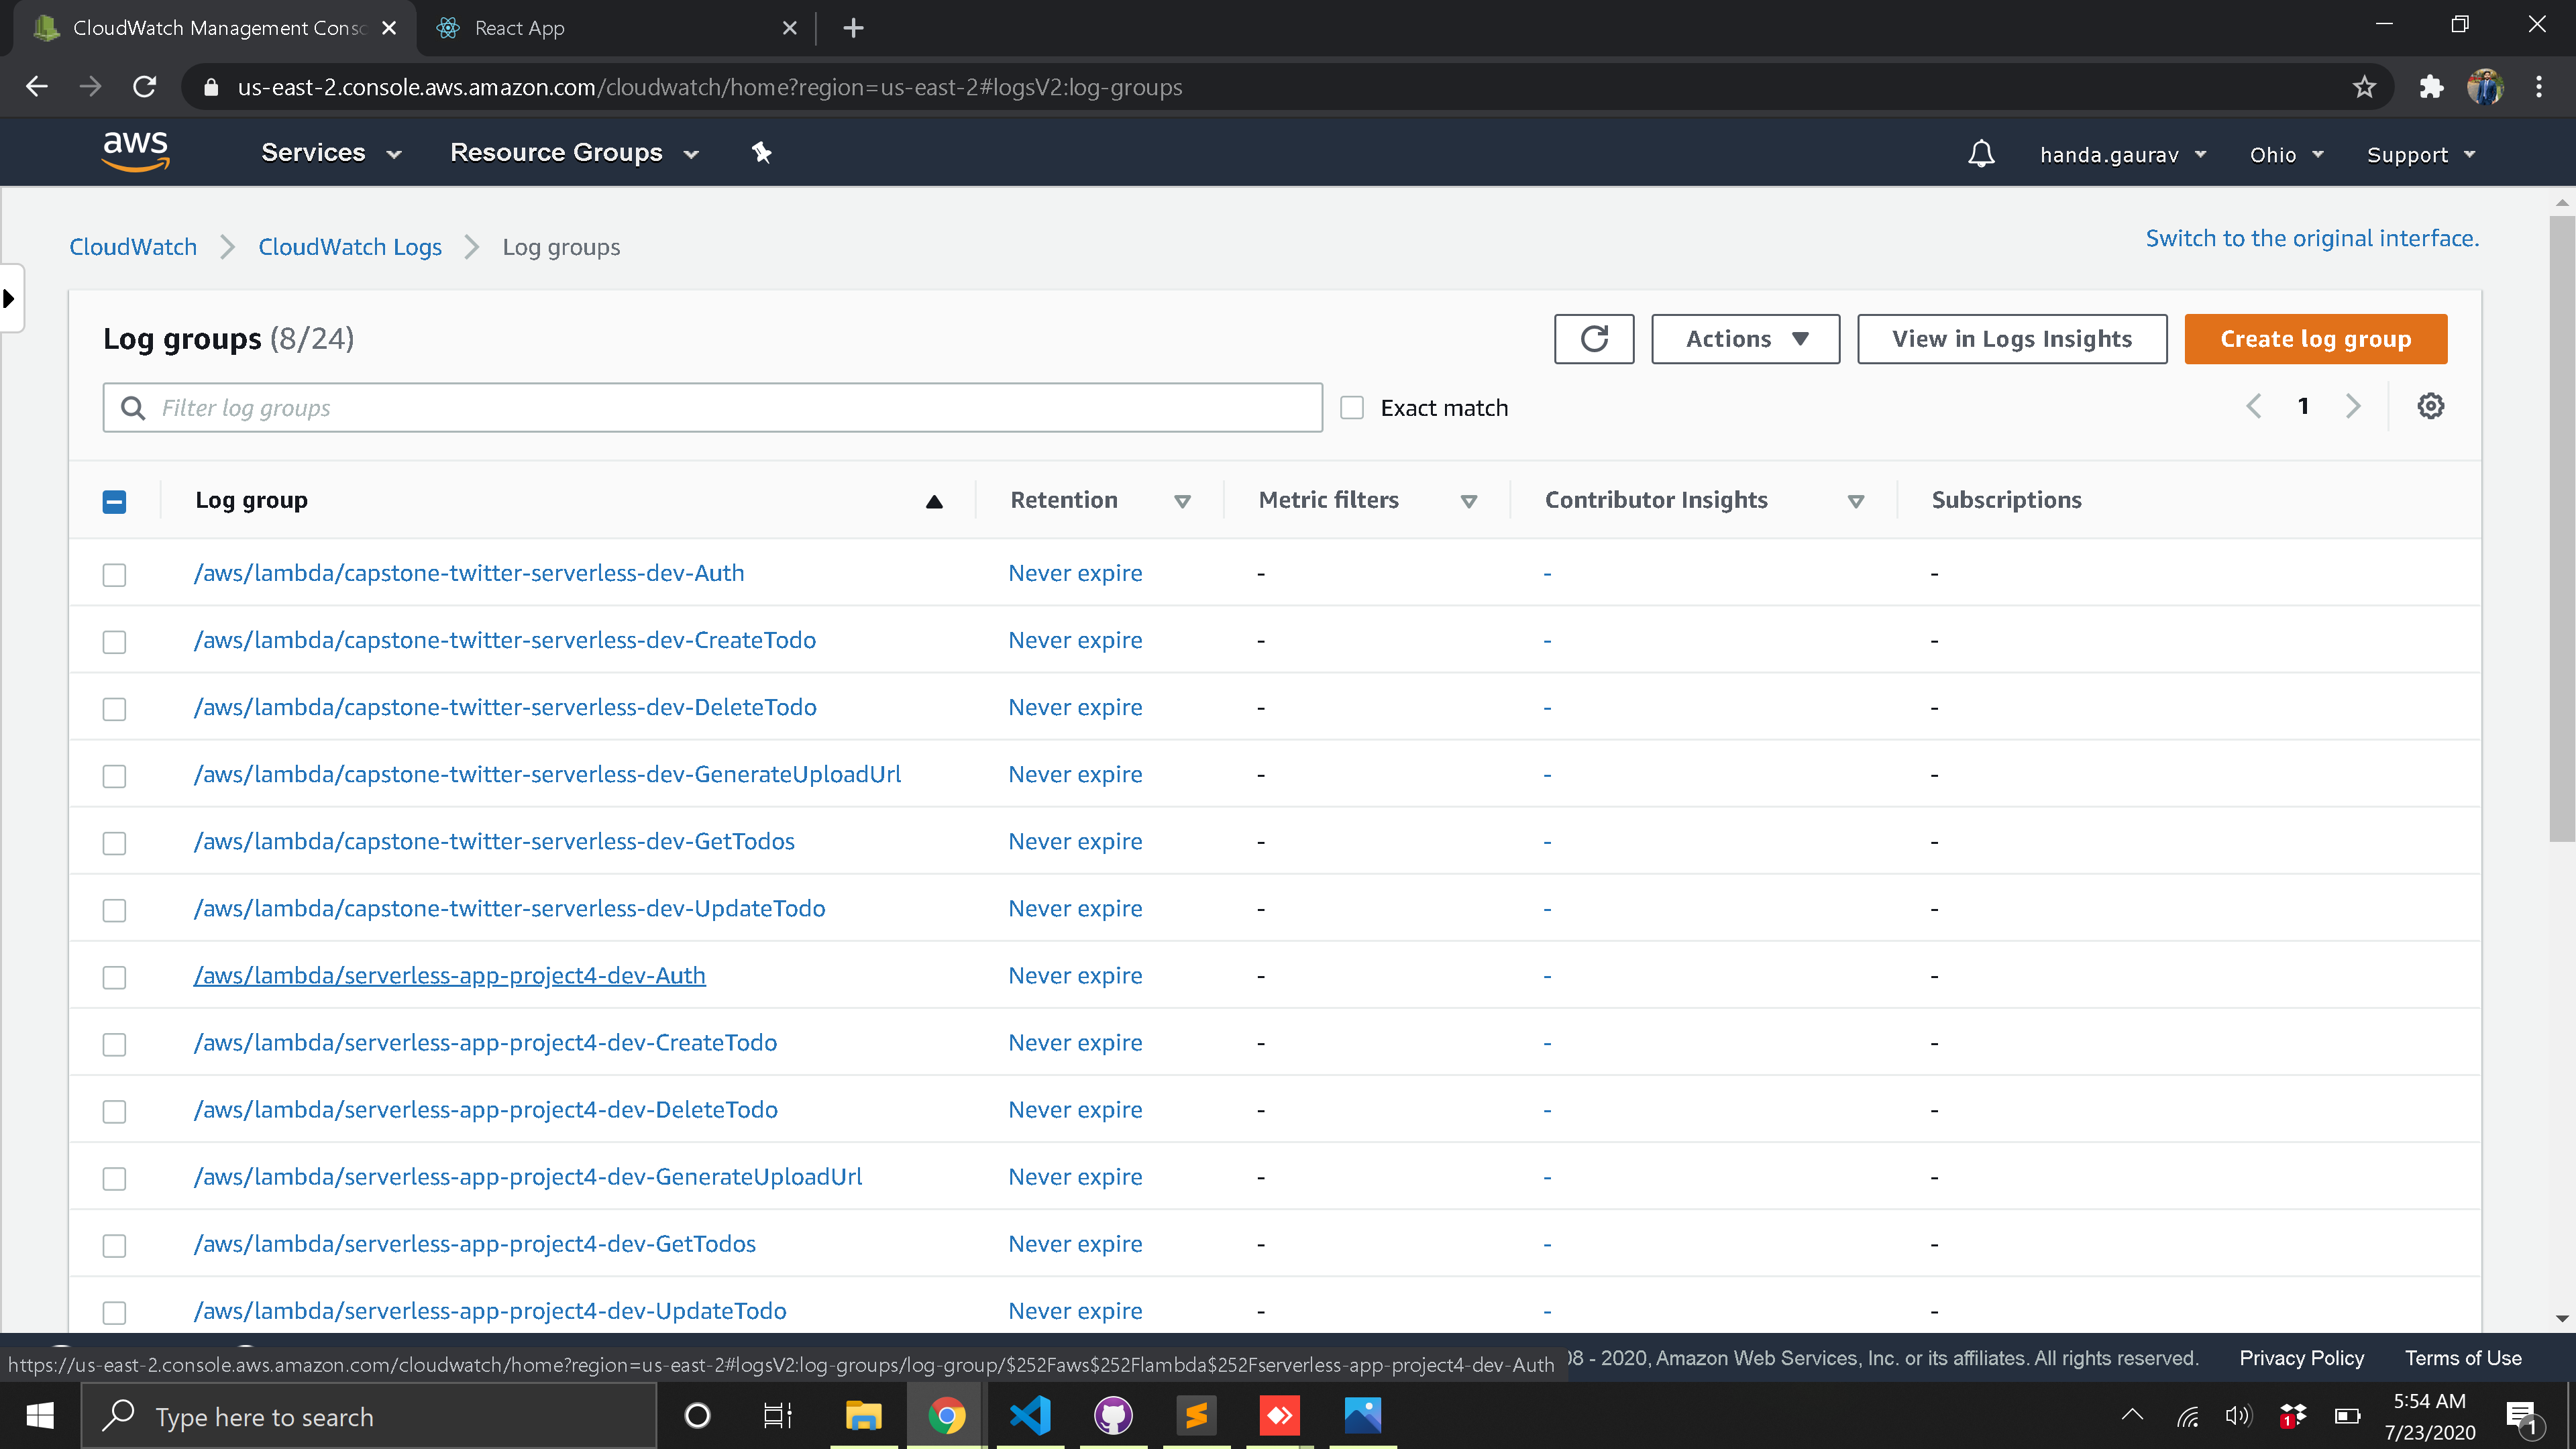 CloudWatch Management Consc
React App
us-east-2.console.aws.amazon.com/cloudwatch/home?region=us-east-2#logsV2:log-groups
aws
Services
Resource Groups
handa.gaurav
Ohio
Support
CloudWatch
CloudWatch Logs
Log groups
Switch to the original interface.
Log groups (8/24)
Actions
View in Logs Insights
Create log group
Filter log groups
Exact match
1
Log group
Retention
Metric filters
Contributor Insights
Subscriptions
/aws/lambda/capstone-twitter-serverless-dev-Auth Never expire - - -
/aws/lambda/capstone-twitter-serverless-dev-CreateTodo Never expire - - -
/aws/lambda/capstone-twitter-serverless-dev-DeleteTodo Never expire - - -
/aws/lambda/capstone-twitter-serverless-dev-GenerateUploadUrl Never expire - - -
/aws/lambda/capstone-twitter-serverless-dev-GetTodos Never expire - - -
/aws/lambda/capstone-twitter-serverless-dev-UpdateTodo Never expire - - -
/aws/lambda/serverless-app-project4-dev-Auth Never expire - - -
/aws/lambda/serverless-app-project4-dev-CreateTodo Never expire - - -
/aws/lambda/serverless-app-project4-dev-DeleteTodo Never expire - - -
/aws/lambda/serverless-app-project4-dev-GenerateUploadUrl Never expire - - -
/aws/lambda/serverless-app-project4-dev-GetTodos Never expire - - -
/aws/lambda/serverless-app-project4-dev-UpdateTodo Never expire - - -
https://us-east-2.console.aws.amazon.com/cloudwatch/home?region=us-east-2#logsV2:log-groups/log-group/$252Faws$252Flambda$252Fserverless-app-project4-dev-Auth
08 - 2020, Amazon Web Services, Inc. or its affiliates. All rights reserved.
Privacy Policy
Terms of Use
Type here to search
1
5:54 AM
7/23/2020
1